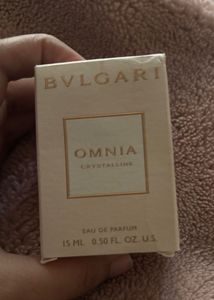 BVLGARI
OMNIA
CRYSTALLINE
EAU DE PARFUM
15 ML 0.50 FL. OZ. U.S.